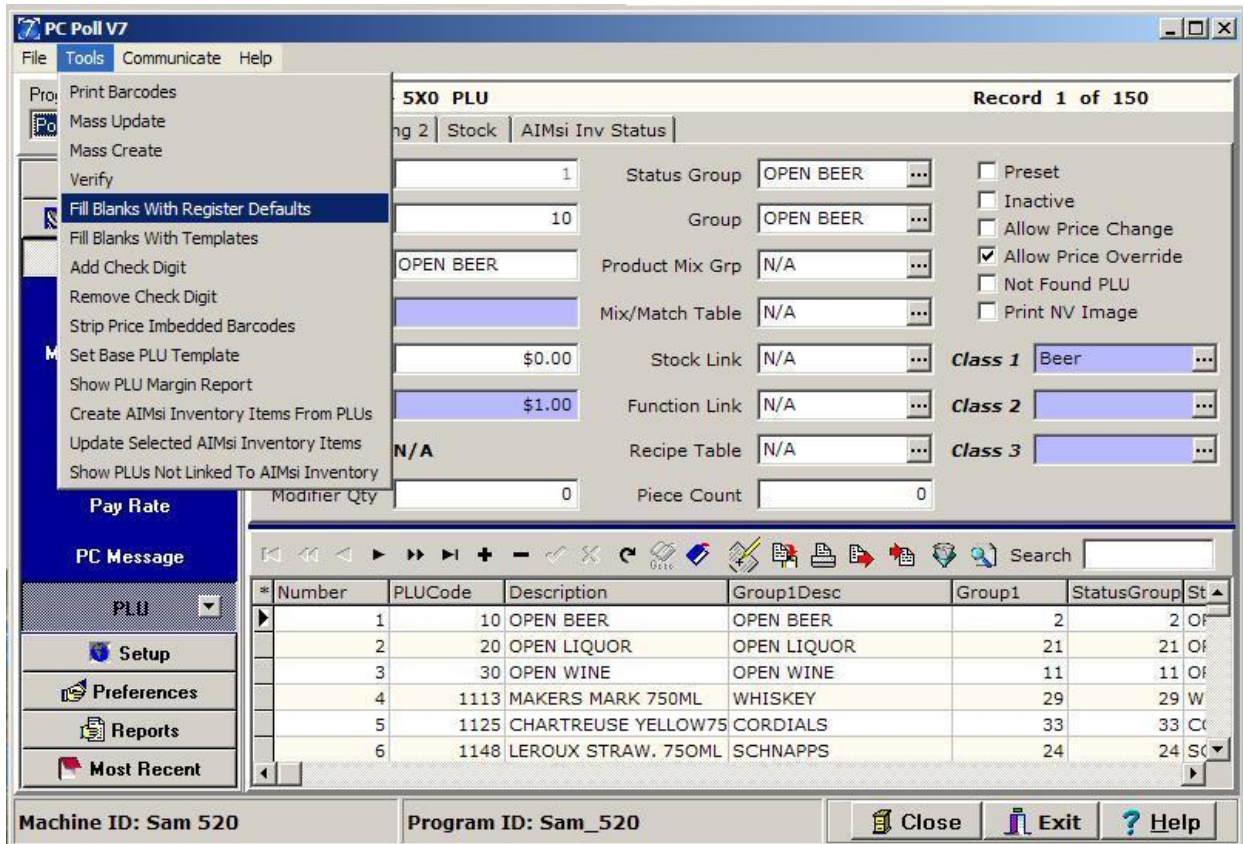 PC Poll V7
File Tools Communicate Help
Print Barcodes
Mass Update
Mass Create
Verify
Fill Blanks With Register Defaults
Fill Blanks With Templates
Add Check Digit
Remove Check Digit
Strip Price Imbedded Barcodes
Set Base PLU Template
Show PLU Margin Report
Create AIMsi Inventory Items From PLUs
Update Selected AIMsi Inventory Items
Show PLUs Not Linked To AIMsi Inventory
5X0 PLU Record 1 of 150
ng 2 Stock AIMsi Inv Status
1 Status Group OPEN BEER ... Preset
Inactive
10 Group OPEN BEER ... Allow Price Change
OPEN BEER Product Mix Grp N/A ... Allow Price Override
Not Found PLU
Mix/Match Table N/A ... Print NV Image
$0.00 Stock Link N/A ... Class 1 Beer ...
$1.00 Function Link N/A ... Class 2 ...
N/A Recipe Table N/A ... Class 3 ...
Modifier Qty 0 Piece Count 0
Pay Rate
PC Message
PLU
Setup
Preferences
Reports
Most Recent
Search
* Number PLUCode Description Group1Desc Group1 StatusGroup St
1 10 OPEN BEER OPEN BEER 2 2 OP
2 20 OPEN LIQUOR OPEN LIQUOR 21 21 OP
3 30 OPEN WINE OPEN WINE 11 11 OP
4 1113 MAKERS MARK 750ML WHISKEY 29 29 W
5 1125 CHARTREUSE YELLOW75 CORDIALS 33 33 CO
6 1148 LEROUX STRAW. 750ML SCHNAPPS 24 24 SC
Machine ID: Sam 520 Program ID: Sam_520 Close Exit Help